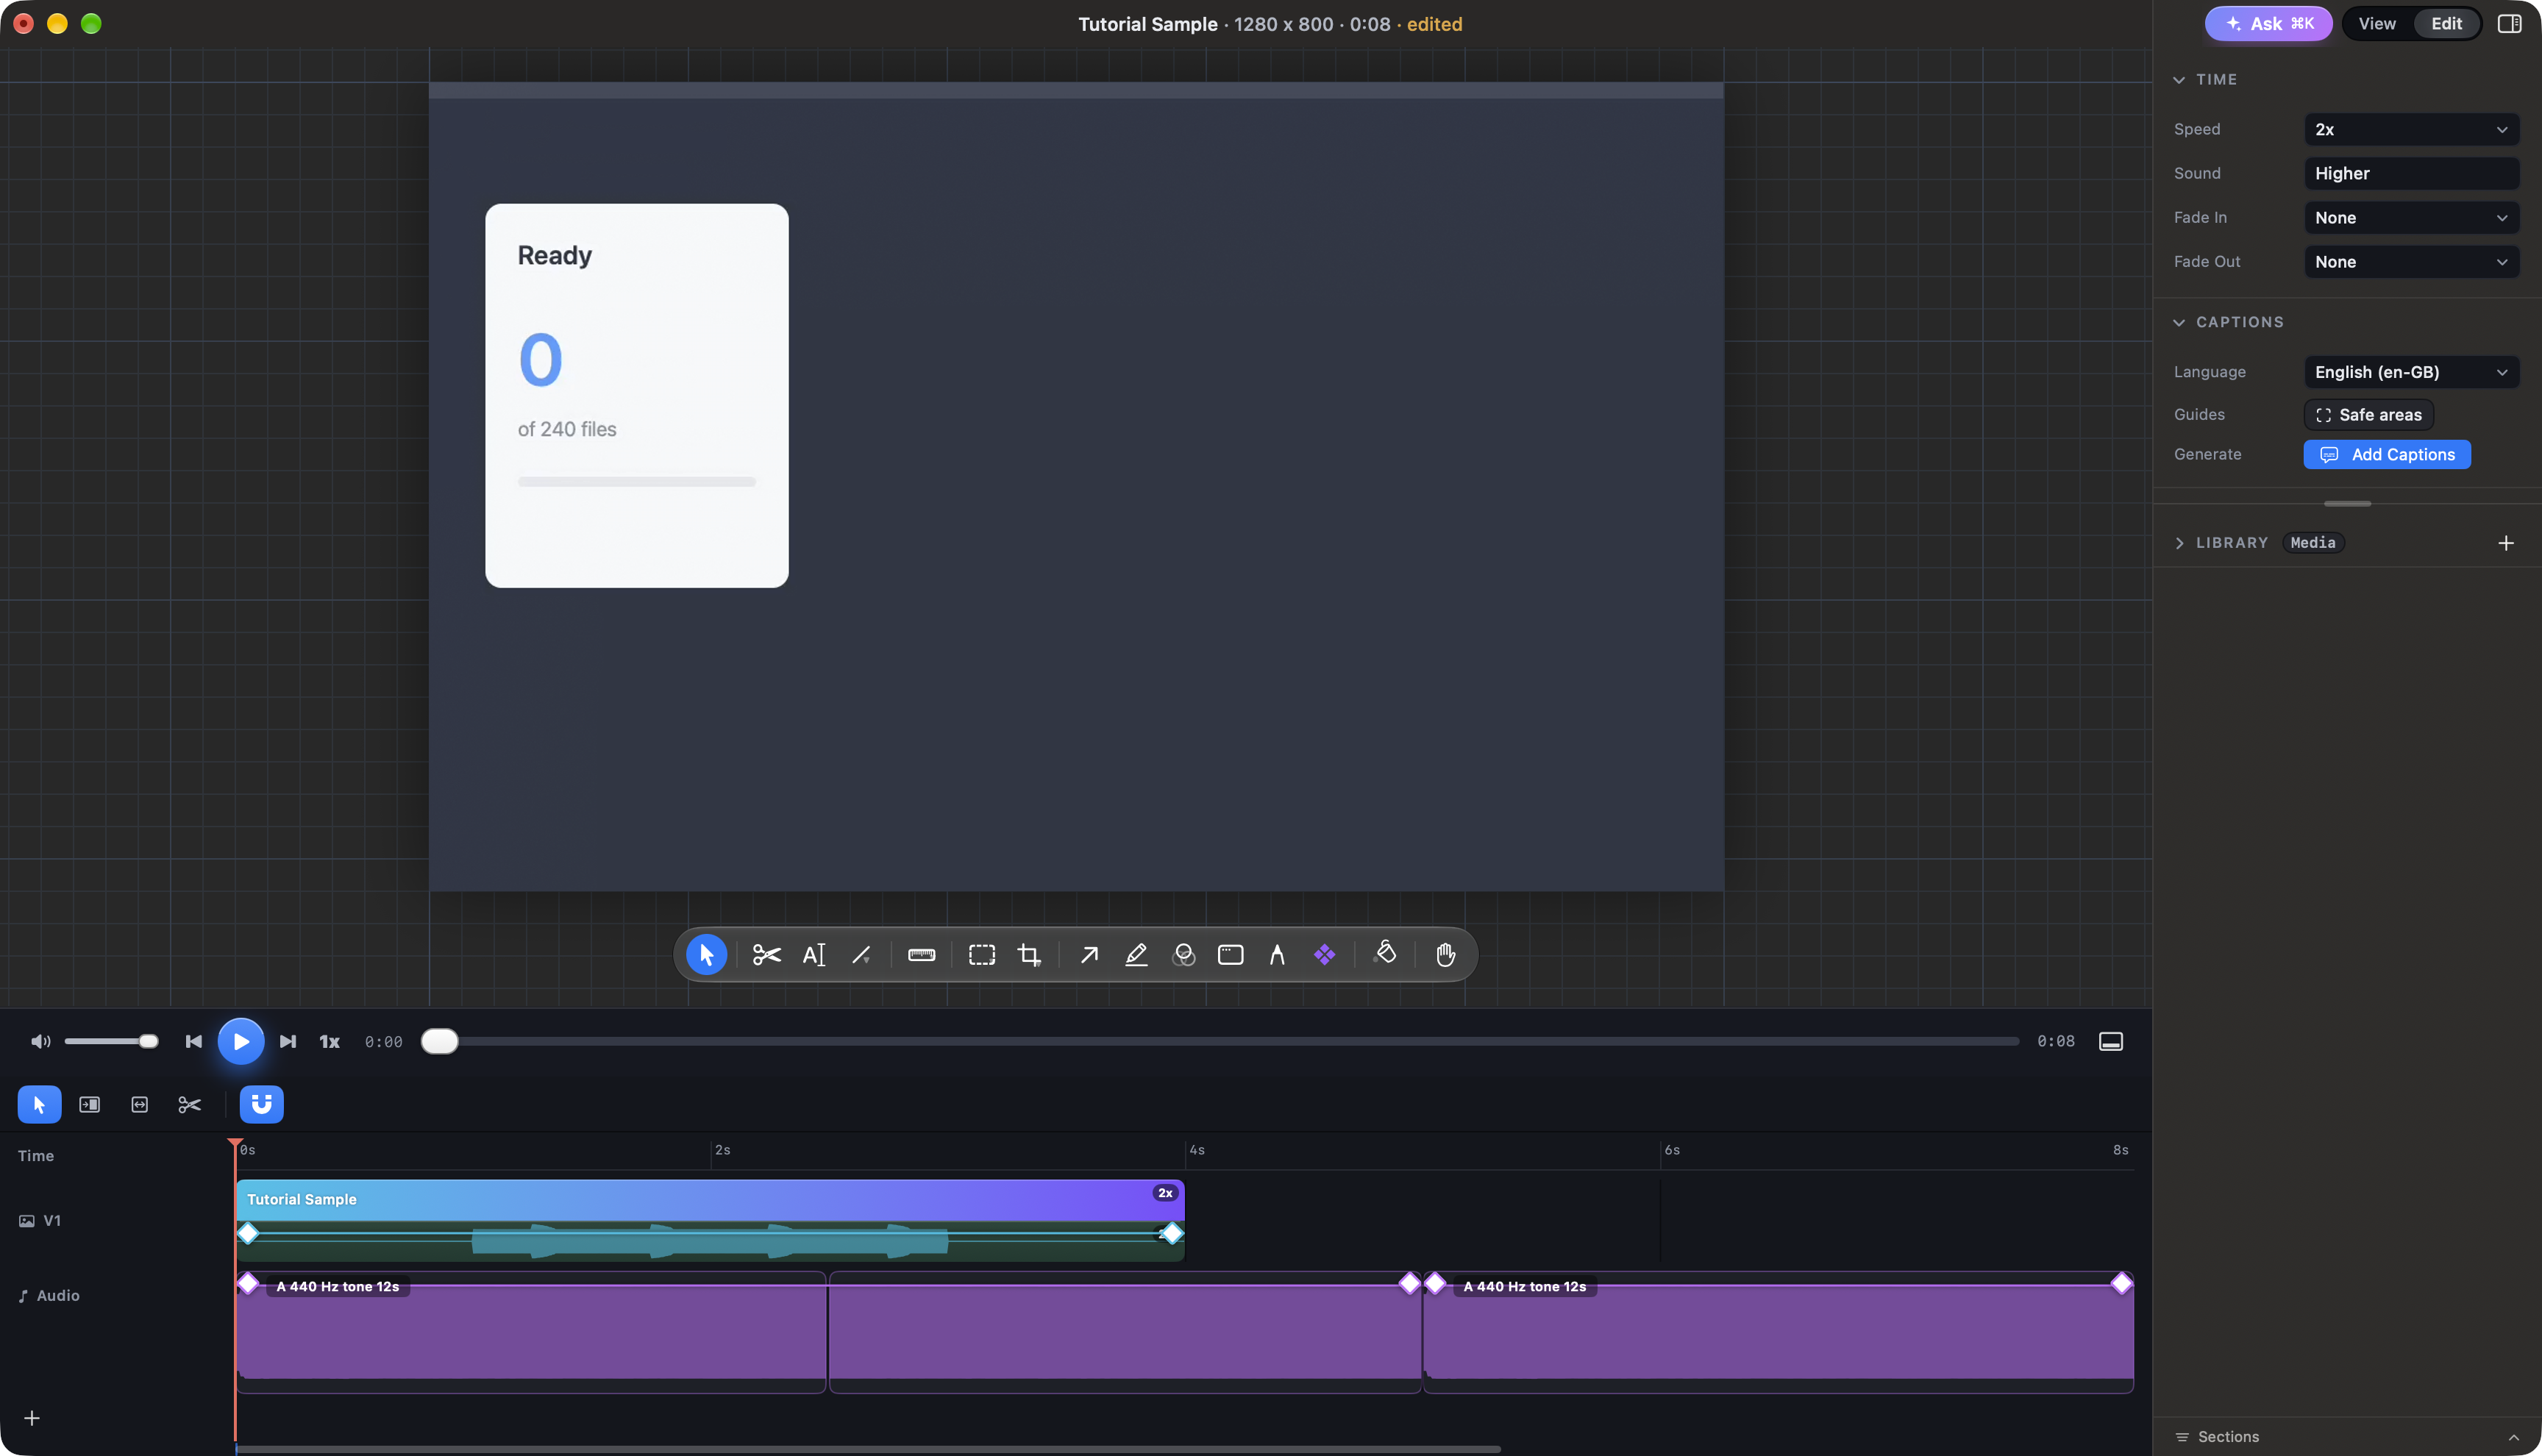 Tutorial Sample · 1280 x 800 · 0:08 · edited
Ask ⌘K
View
Edit
TIME
Speed
2x
Sound
Higher
Fade In
None
Fade Out
None
CAPTIONS
Language
English (en-GB)
Guides
Safe areas
Generate
Add Captions
LIBRARY
Media
Ready
0
of 240 files
1x
0:00
0:08
Time
0s
2s
4s
6s
8s
V1
Tutorial Sample
2x
Audio
A 440 Hz tone 12s
A 440 Hz tone 12s
Sections